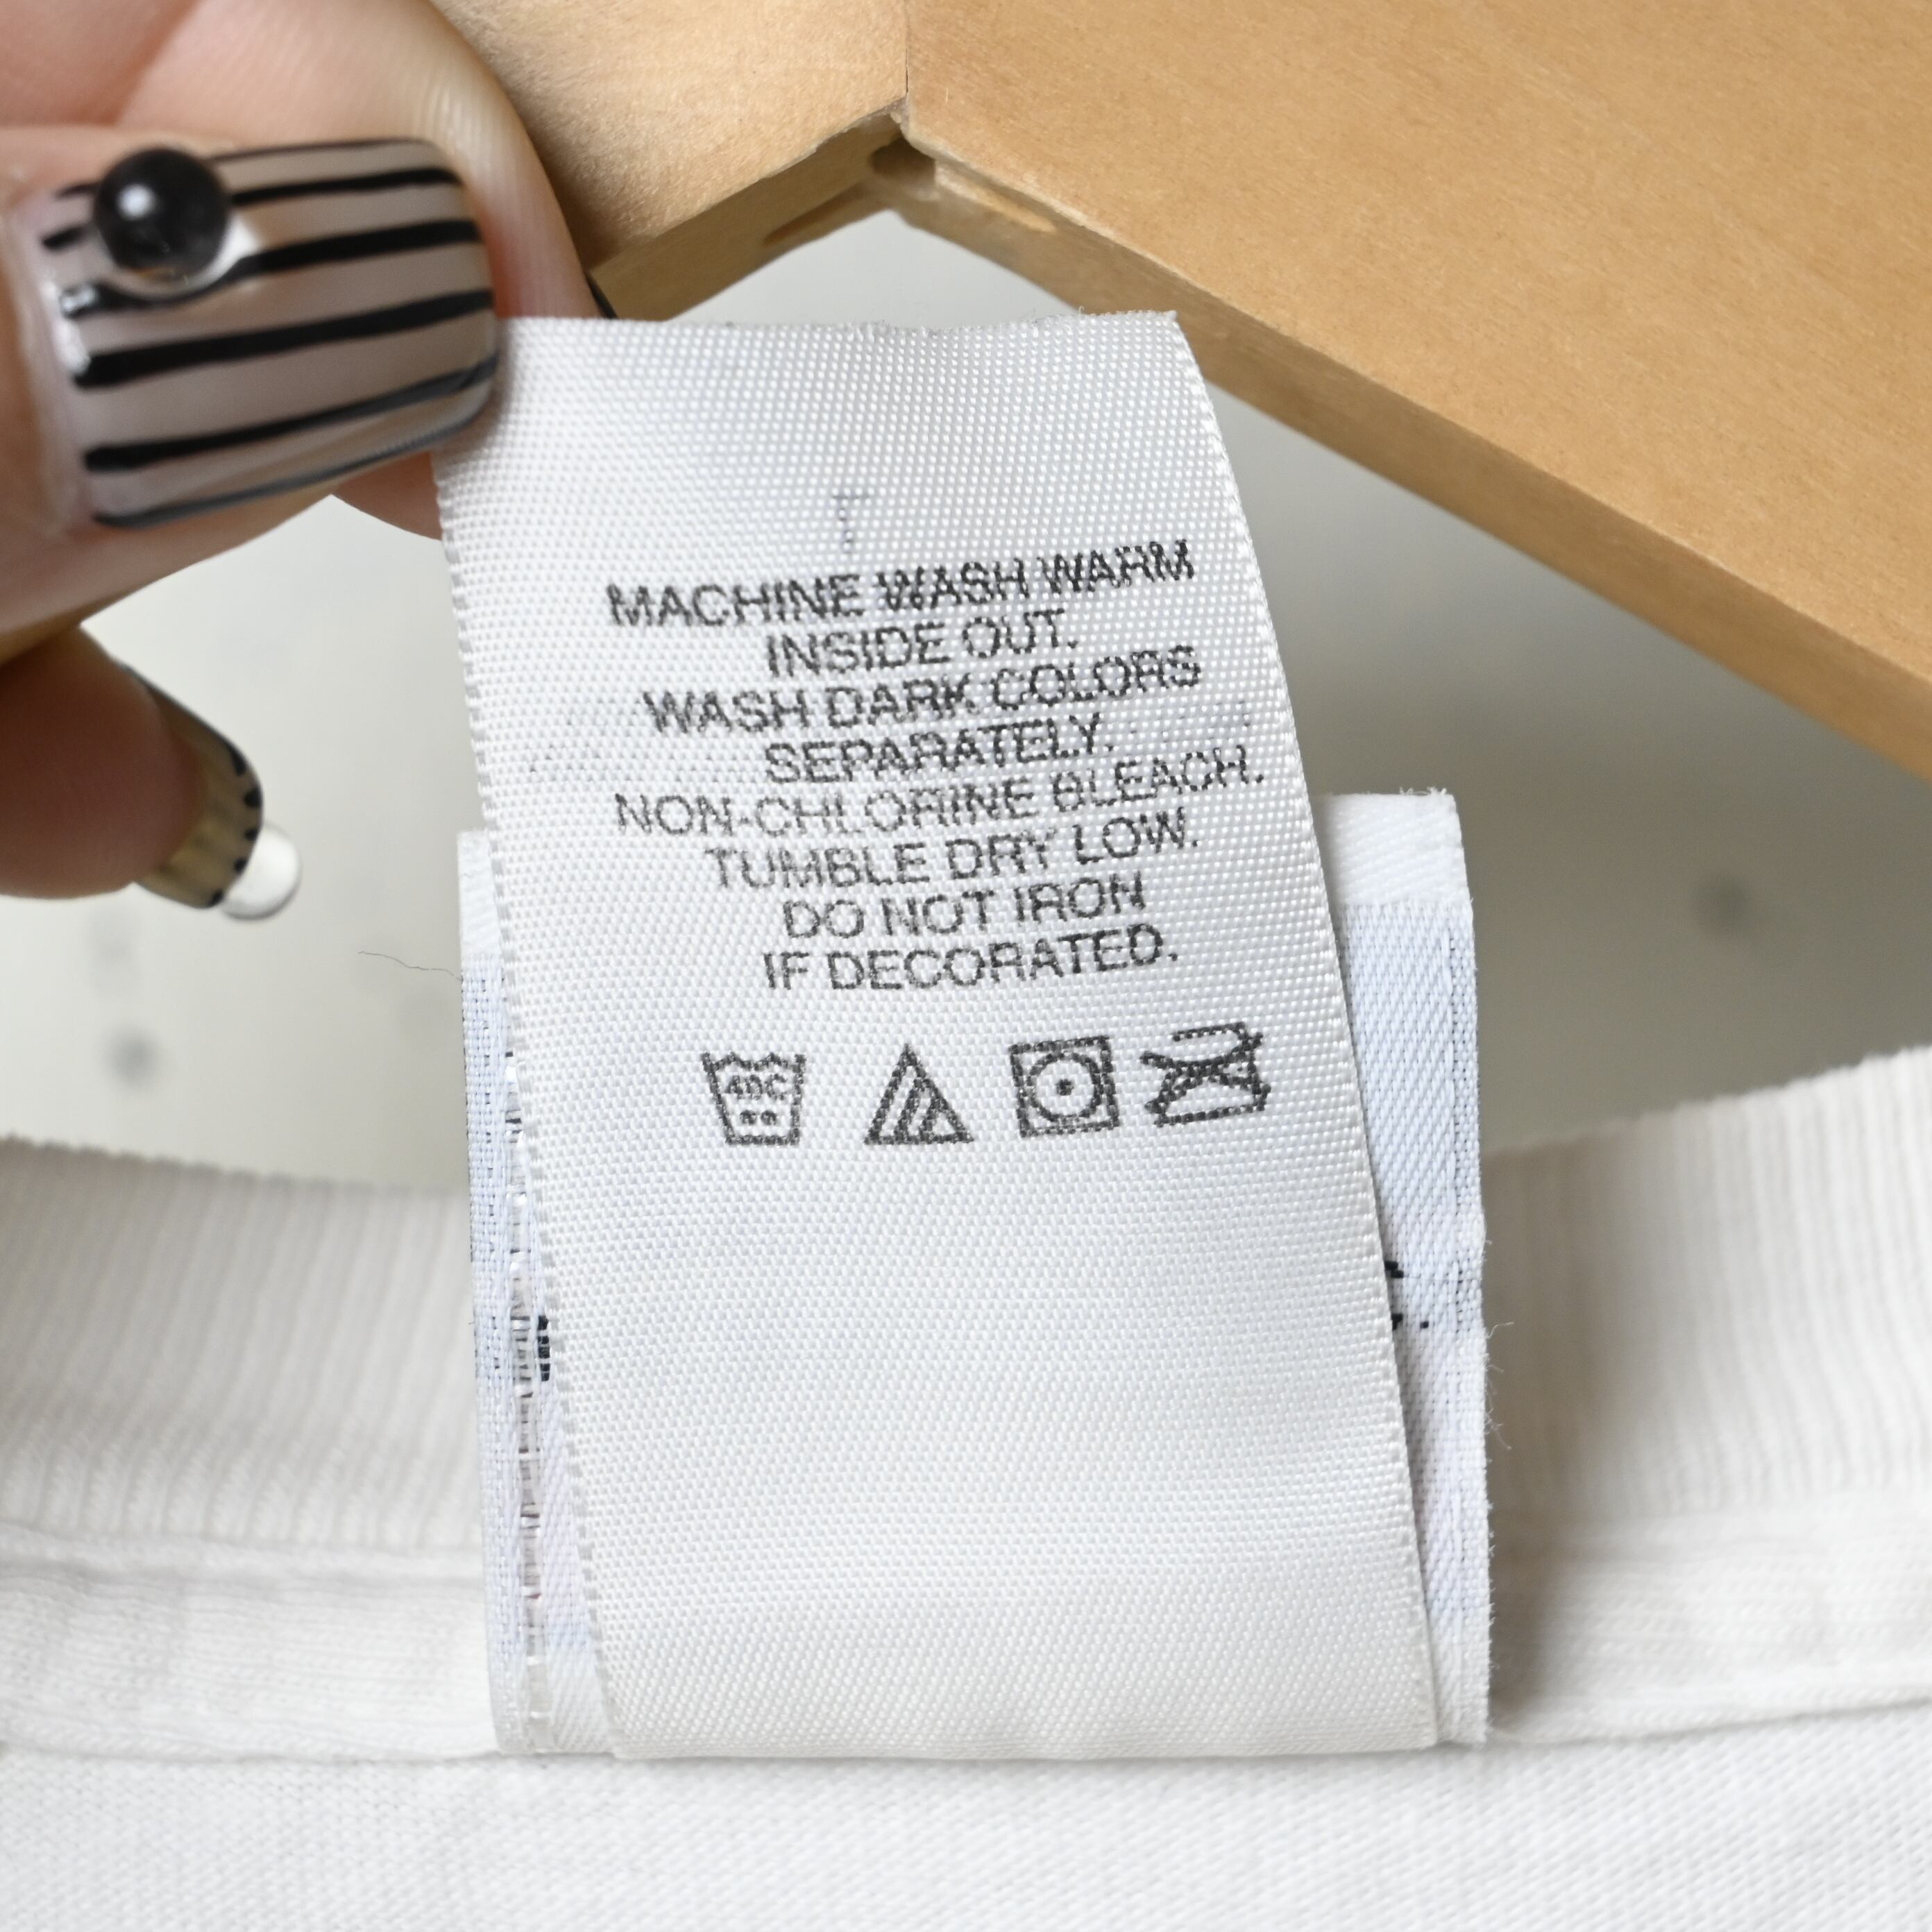 MACHINE WASH WARM
INSIDE OUT.
WASH DARK COLORS
SEPARATELY.
NON-CHLORINE BLEACH.
TUMBLE DRY LOW.
DO NOT IRON
IF DECORATED.
40C